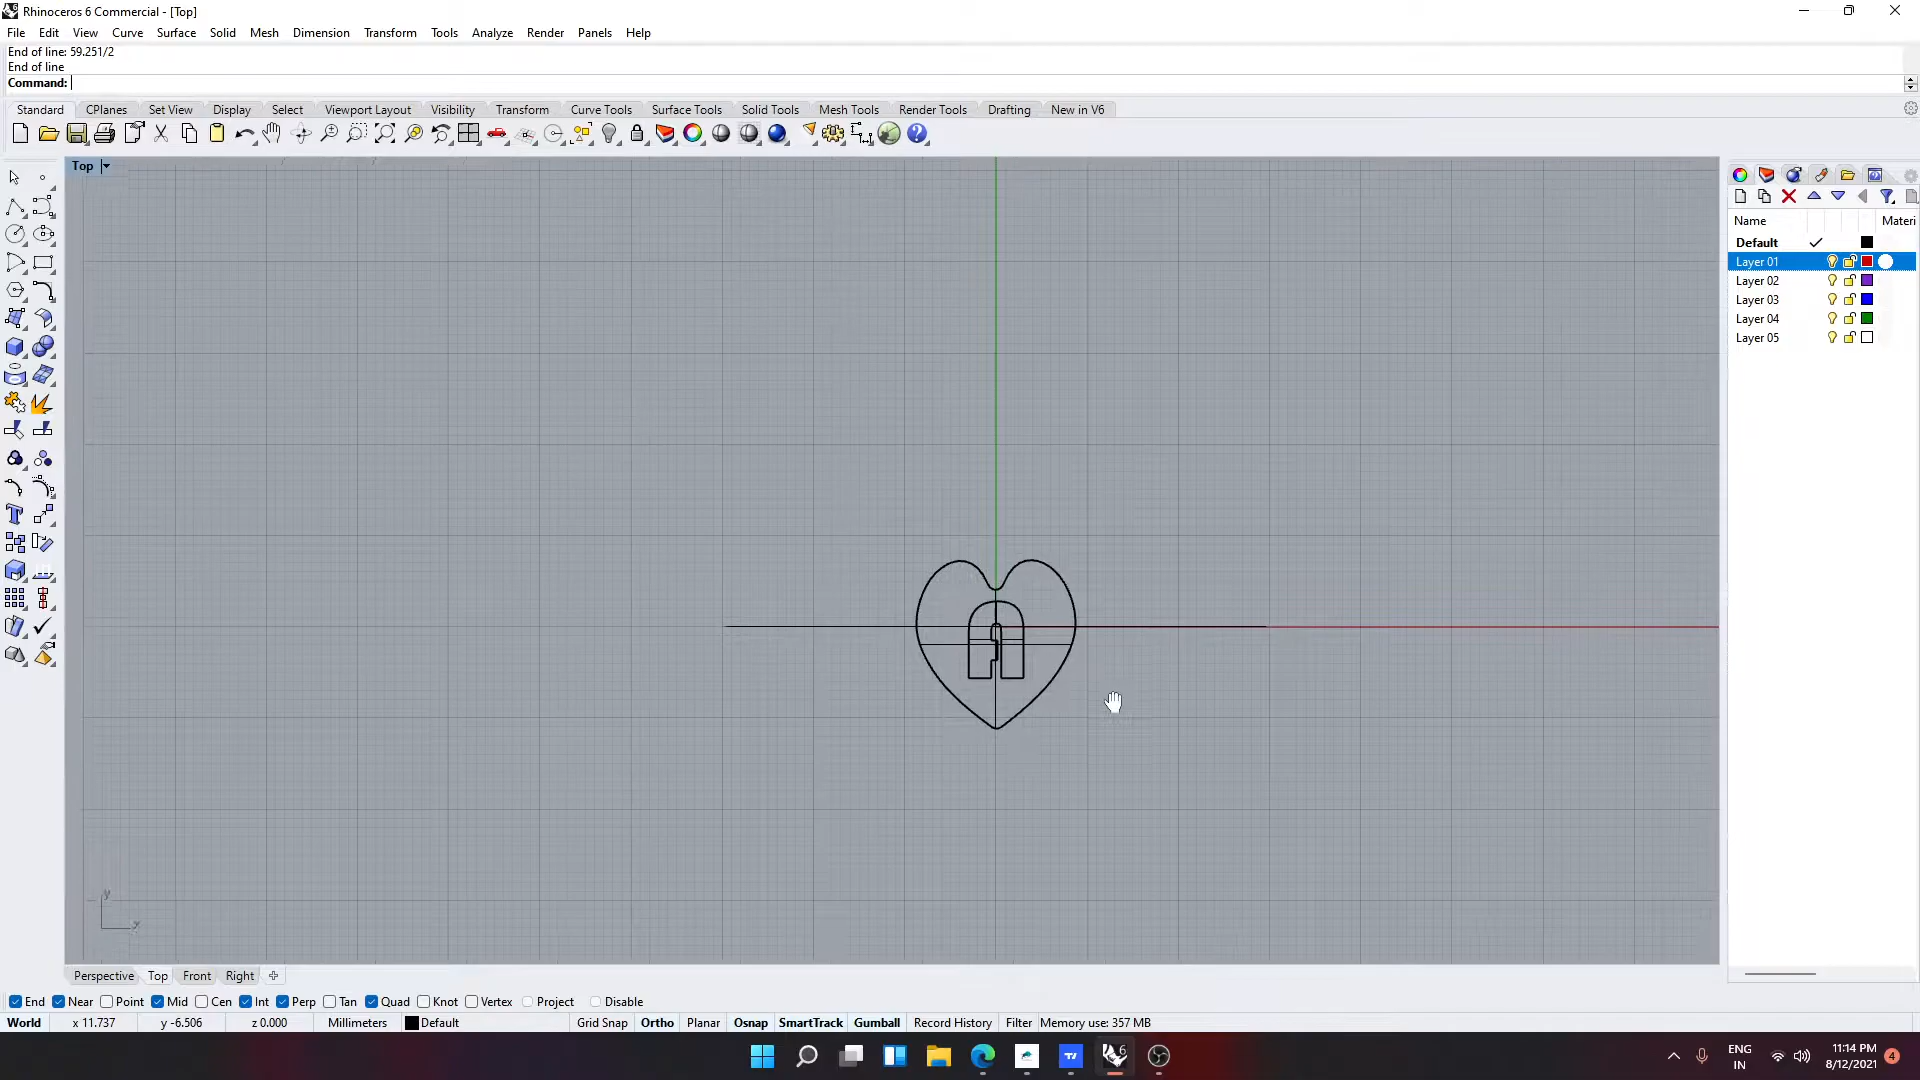 Rhinoceros 6 Commercial - [Top]
File Edit View Curve Surface Solid Mesh Dimension Transform Tools Analyze Render Panels Help
End of line: 59.251/2
End of line
Command:
Standard CPlanes Set View Display Select Viewport Layout Visibility Transform Curve Tools Surface Tools Solid Tools Mesh Tools Render Tools Drafting New in V6
Top
Name Materi
Default
Layer 01
Layer 02
Layer 03
Layer 04
Layer 05
y
x
Perspective Top Front Right
End Near Point Mid Cen Int Perp Tan Quad Knot Vertex Project Disable
World x 11.737 y -6.506 z 0.000 Millimeters Default Grid Snap Ortho Planar Osnap SmartTrack Gumball Record History Filter Memory use: 357 MB
ENG
IN
11:14 PM
8/12/2021
4